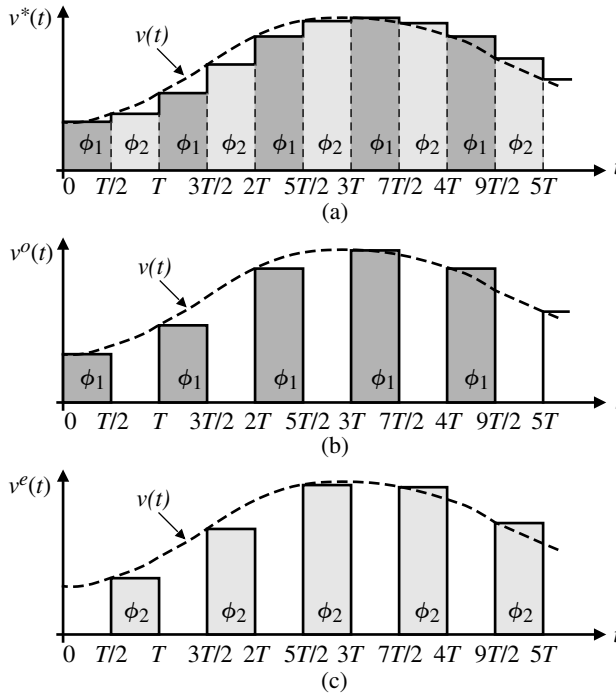 v*(t)
v(t)
ϕ1 ϕ2 ϕ1 ϕ2 ϕ1 ϕ2 ϕ1 ϕ2 ϕ1 ϕ2
0 T/2 T 3T/2 2T 5T/2 3T 7T/2 4T 9T/2 5T
(a)
v^o(t)
v(t)
ϕ1 ϕ1 ϕ1 ϕ1 ϕ1
0 T/2 T 3T/2 2T 5T/2 3T 7T/2 4T 9T/2 5T
(b)
v^e(t)
v(t)
ϕ2 ϕ2 ϕ2 ϕ2 ϕ2
0 T/2 T 3T/2 2T 5T/2 3T 7T/2 4T 9T/2 5T
(c)